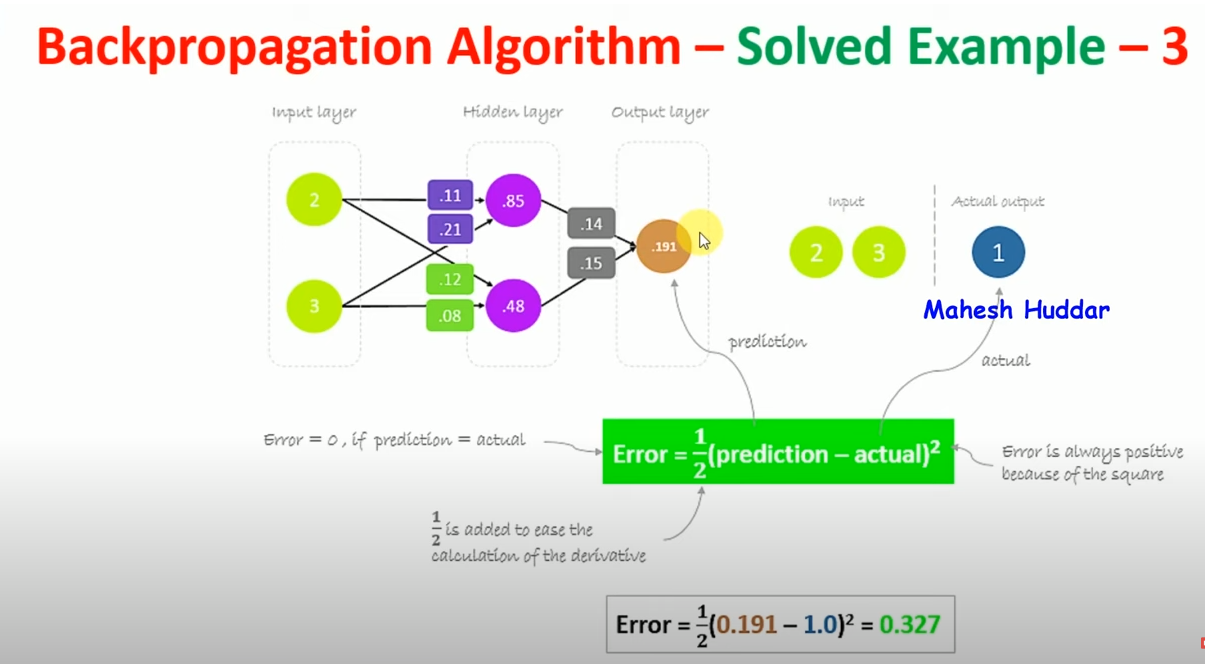 Backpropagation Algorithm – Solved Example – 3
Input layer
Hidden layer
Output layer
2
3
.11
.21
.12
.08
.85
.48
.14
.15
.191
Input
Actual output
2
3
1
Mahesh Huddar
prediction
actual
Error = 0 , if prediction = actual
Error = 1/2(prediction – actual)²
Error is always positive
because of the square
1/2 is added to ease the
calculation of the derivative
Error = 1/2(0.191 – 1.0)² = 0.327